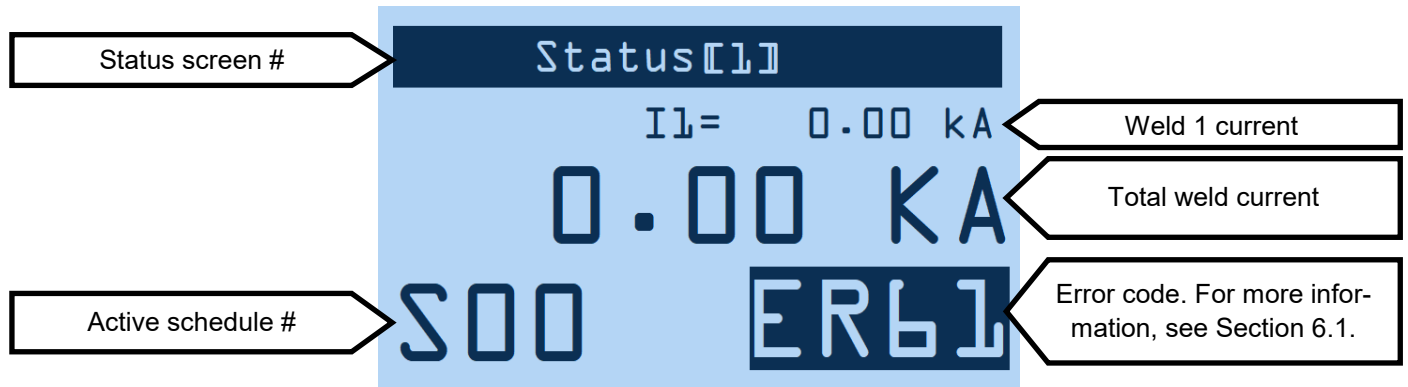 Status screen #
Status[1]
I1= 0.00 kA
Weld 1 current
0.00 KA
Total weld current
Active schedule #
S00
ER61
Error code. For more infor-
mation, see Section 6.1.